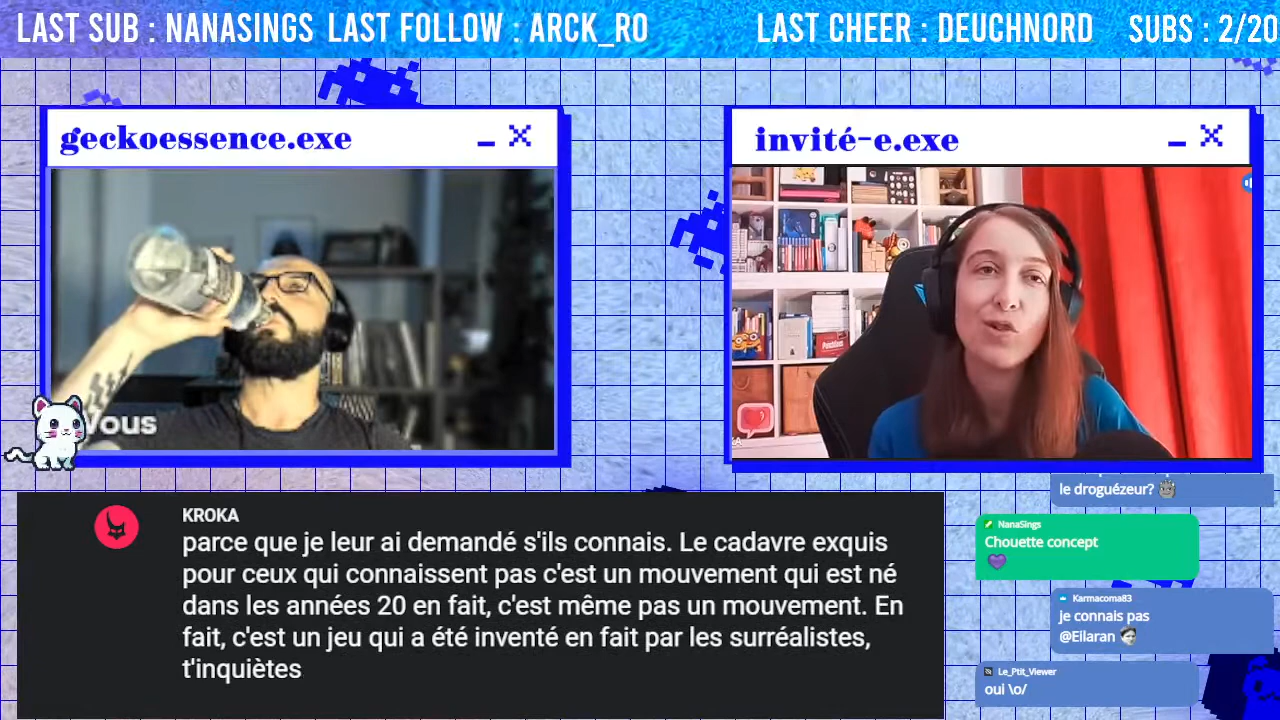 LAST SUB : NANASINGS LAST FOLLOW : ARCK_RO LAST CHEER : DEUCHNORD SUBS : 2/20
geckoessence.exe
invité-e.exe
Vous
KROKA
parce que je leur ai demandé s'ils connais. Le cadavre exquis
pour ceux qui connaissent pas c'est un mouvement qui est né
dans les années 20 en fait, c'est même pas un mouvement. En
fait, c'est un jeu qui a été inventé en fait par les surréalistes,
t'inquiètes
le droguézeur?
NanaSings
Chouette concept
Karmacoma83
je connais pas
@Eilaran
Le_Ptit_Viewer
oui \o/